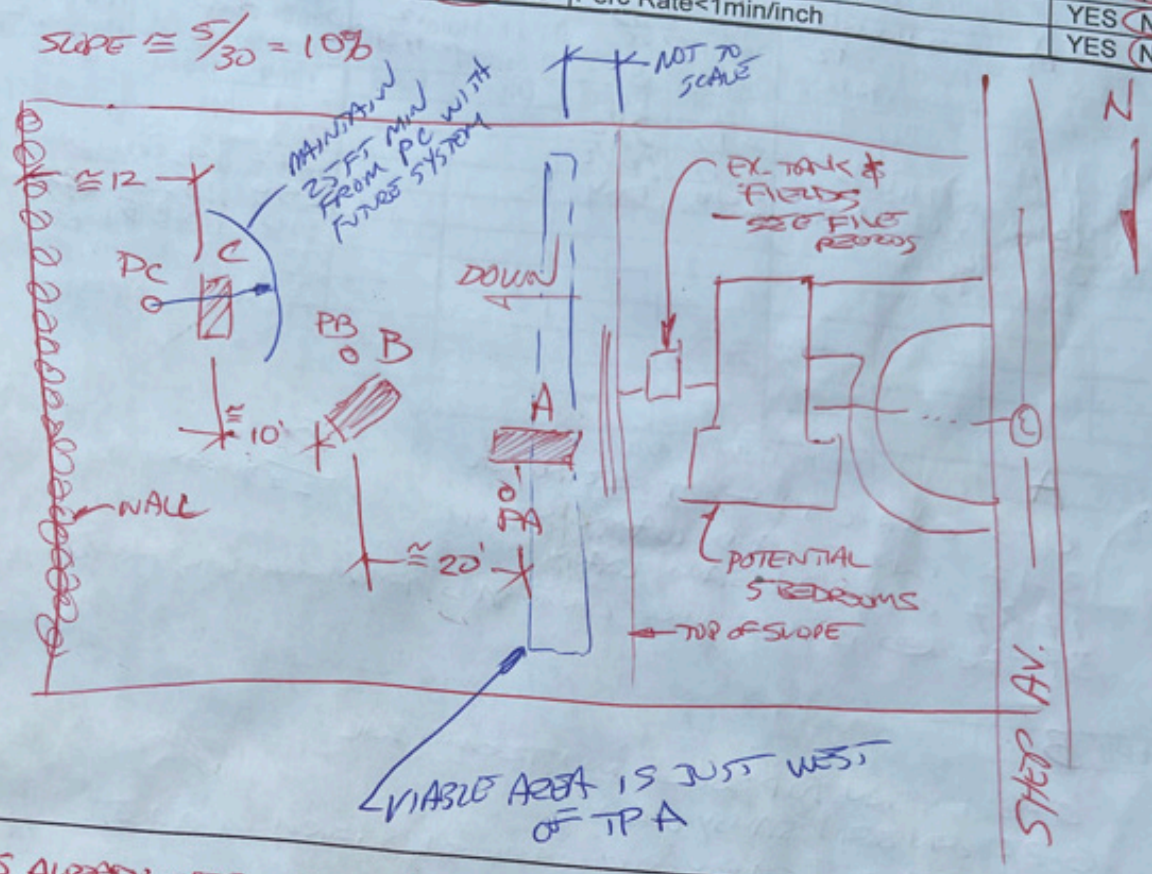 Perc Rate<1min/inch
YES N
YES N
SLOPE ≅ 5/30 = 10%
NOT TO
SCALE
N
MAINTAIN
25 FT MIN
FROM PC WITH
FUTURE SYSTEM
≅12
EX. TANK &
FIELDS
- SEE FILE
RECORDS
C
PC
DOWN
PB
B
A
≅ 10'
PA
WALL
≅ 20'
POTENTIAL
5 BEDROOMS
TOP OF SLOPE
SHEP AV.
VIABLE AREA IS JUST WEST
OF TP A